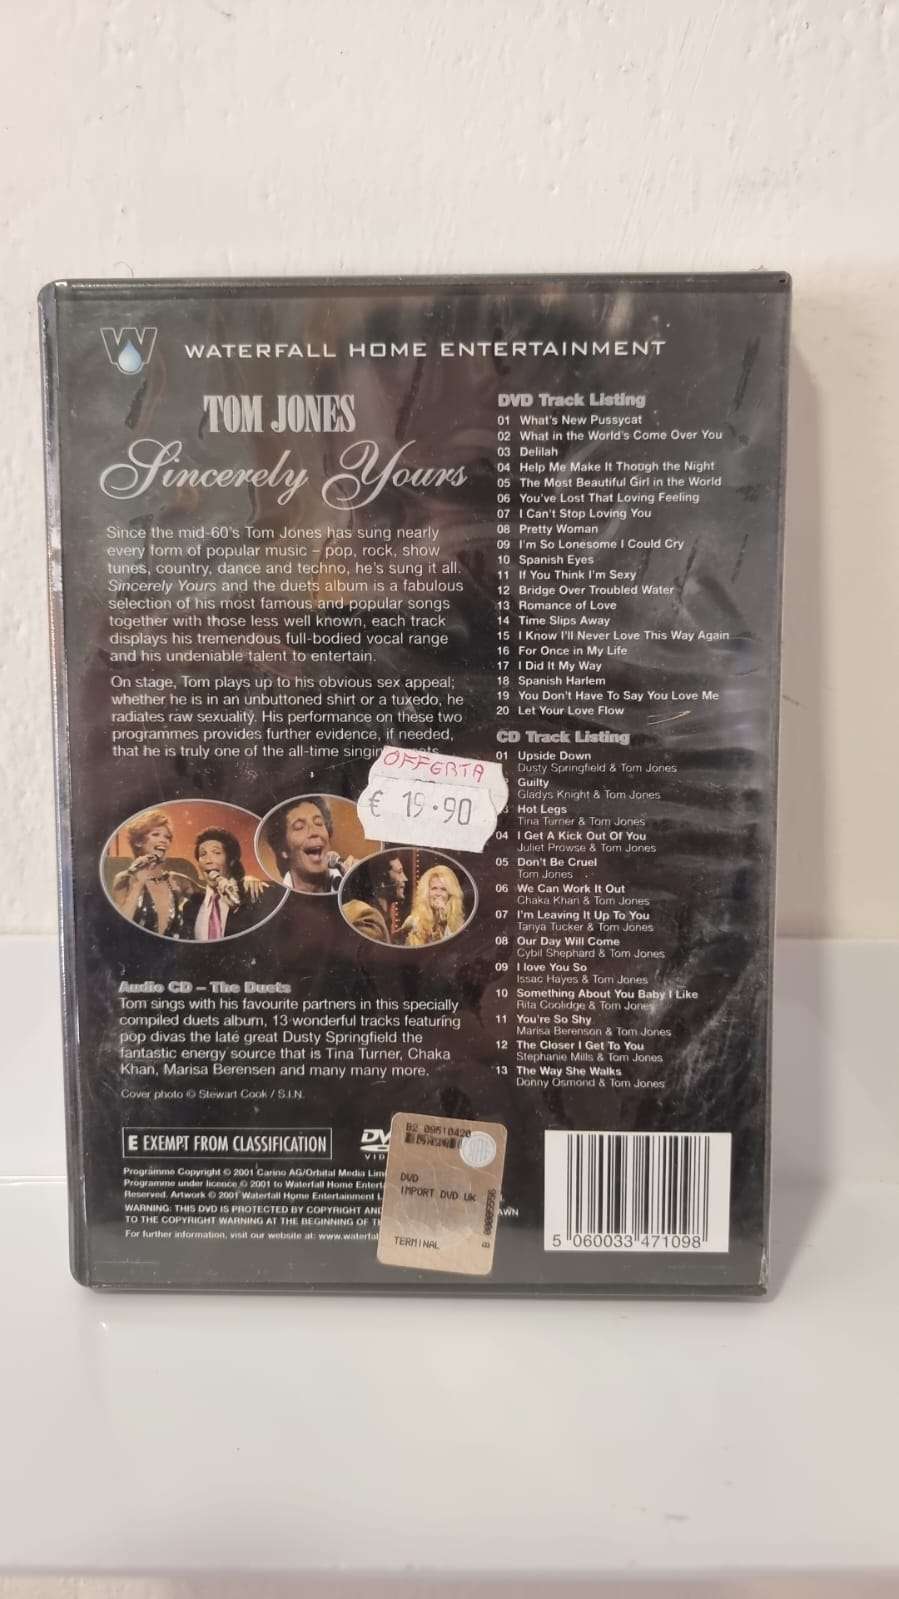 W
WATERFALL HOME ENTERTAINMENT
TOM JONES
Sincerely Yours
Since the mid-60's Tom Jones has sung nearly
every form of popular music – pop, rock, show
tunes, country, dance and techno, he's sung it all.
Sincerely Yours and the duets album is a fabulous
selection of his most famous and popular songs
together with those less well known, each track
displays his tremendous full-bodied vocal range
and his undeniable talent to entertain.
On stage, Tom plays up to his obvious sex appeal;
whether he is in an unbuttoned shirt or a tuxedo, he
radiates raw sexuality. His performance on these two
programmes provides further evidence, if needed,
that he is truly one of the all-time
OFFERTA
€ 19.90
Audio CD – The Duets
Tom sings with his favourite partners in this specially
compiled duets album, 13 wonderful tracks featuring
pop divas the late great Dusty Springfield the
fantastic energy source that is Tina Turner, Chaka
Khan, Marisa Berensen and many many more.
Cover photo © Stewart Cook / S.I.N.
DVD Track Listing
01 What's New Pussycat
02 What in the World's Come Over You
03 Delilah
04 Help Me Make It Though the Night
05 The Most Beautiful Girl in the World
06 You've Lost That Loving Feeling
07 I Can't Stop Loving You
08 Pretty Woman
09 I'm So Lonesome I Could Cry
10 Spanish Eyes
11 If You Think I'm Sexy
12 Bridge Over Troubled Water
13 Romance of Love
14 Time Slips Away
15 I Know I'll Never Love This Way Again
16 For Once in My Life
17 I Did It My Way
18 Spanish Harlem
19 You Don't Have To Say You Love Me
20 Let Your Love Flow
CD Track Listing
01 Upside Down
Dusty Springfield & Tom Jones
Guilty
Gladys Knight & Tom Jones
Hot Legs
Tina Turner & Tom Jones
04 I Get A Kick Out Of You
Juliet Prowse & Tom Jones
05 Don't Be Cruel
Tom Jones
06 We Can Work It Out
Chaka Khan & Tom Jones
07 I'm Leaving It Up To You
Tanya Tucker & Tom Jones
08 Our Day Will Come
Cybil Shephard & Tom Jones
09 I love You So
Issac Hayes & Tom Jones
10 Something About You Baby I Like
Rita Coolidge & Tom Jones
11 You're So Shy
Marisa Berenson & Tom Jones
12 The Closer I Get To You
Stephanie Mills & Tom Jones
13 The Way She Walks
Donny Osmond & Tom Jones
E EXEMPT FROM CLASSIFICATION
Programme Copyright © 2001 Carino AG/Orbital Media
Programme under licence © 2001 to Waterfall Home
Reserved. Artwork © 2001 Waterfall Home Entertainment
WARNING: THIS DVD IS PROTECTED BY COPYRIGHT
TO THE COPYRIGHT WARNING AT THE BEGINNING OF
For further information, visit our website at:
DVD
IMPORT DVD UK
TERMINAL
5 060033 471098